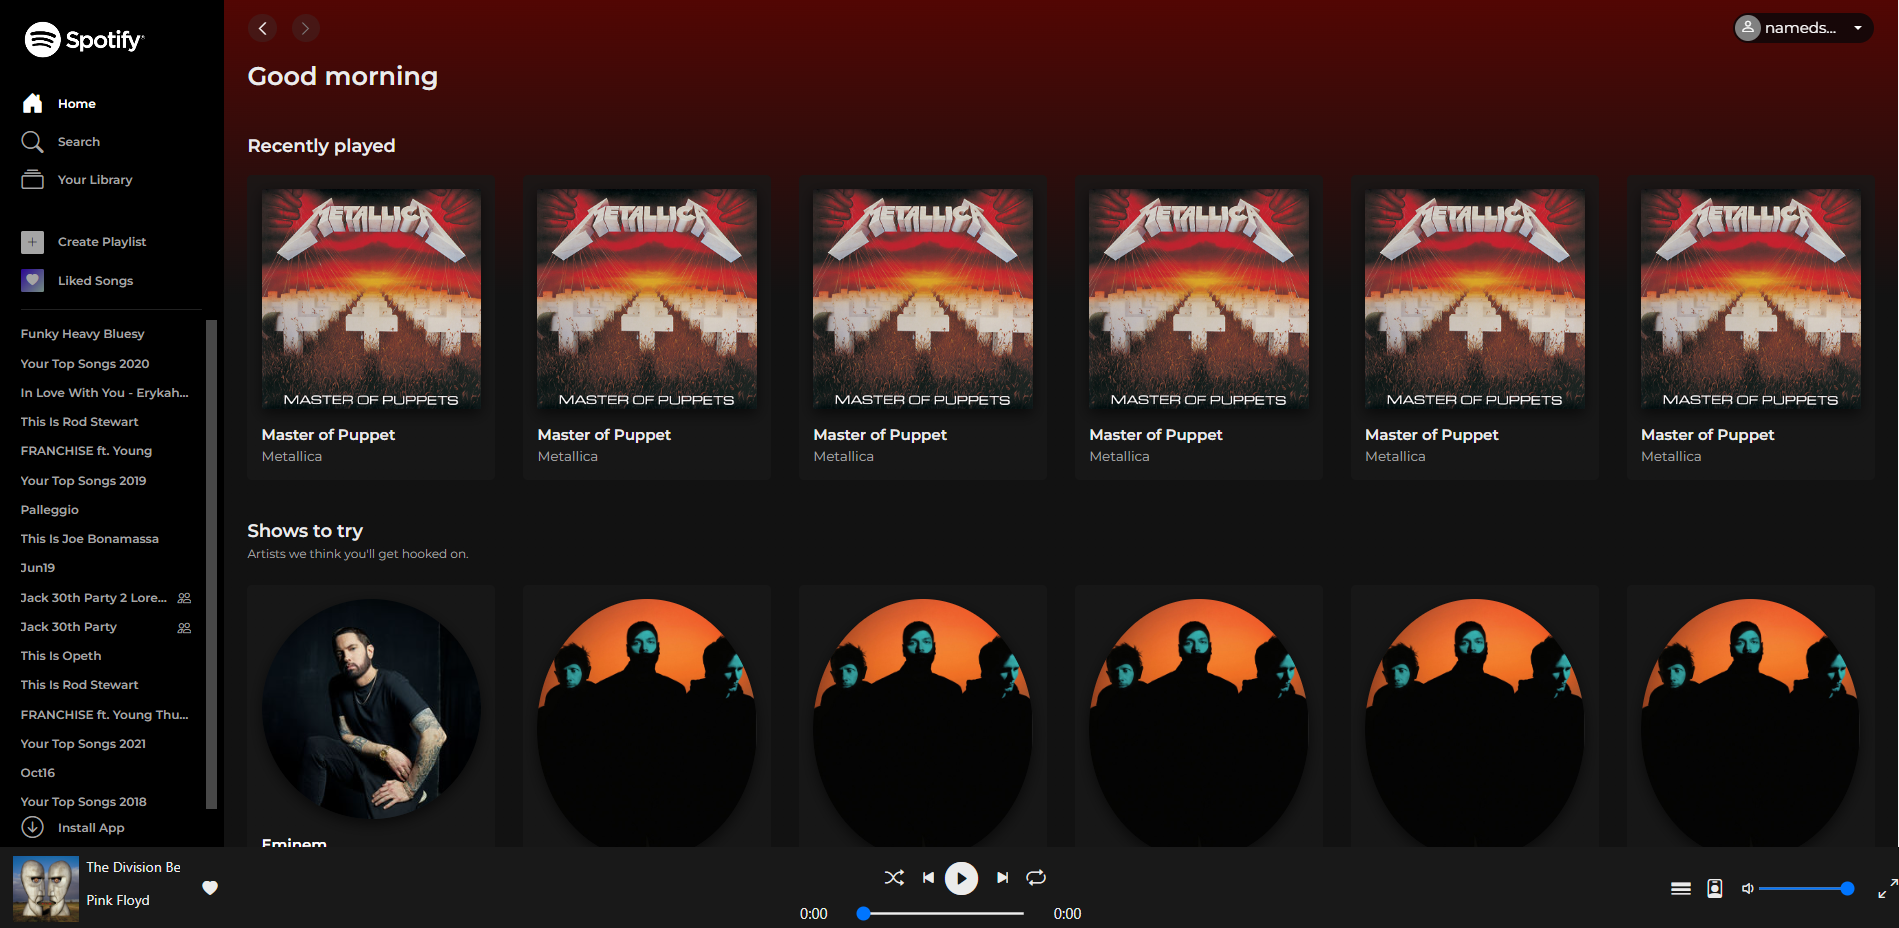 Spotify
Home
Search
Your Library
Create Playlist
Liked Songs
Funky Heavy Bluesy
Your Top Songs 2020
In Love With You - Erykah...
This Is Rod Stewart
FRANCHISE ft. Young
Your Top Songs 2019
Palleggio
This Is Joe Bonamassa
Jun19
Jack 30th Party 2 Lore...
Jack 30th Party
This Is Opeth
This Is Rod Stewart
FRANCHISE ft. Young Thu...
Your Top Songs 2021
Oct16
Your Top Songs 2018
Install App
nameds...
Good morning
Recently played
METALLICA
MASTER OF PUPPETS
Master of Puppet
Metallica
METALLICA
MASTER OF PUPPETS
Master of Puppet
Metallica
METALLICA
MASTER OF PUPPETS
Master of Puppet
Metallica
METALLICA
MASTER OF PUPPETS
Master of Puppet
Metallica
METALLICA
MASTER OF PUPPETS
Master of Puppet
Metallica
METALLICA
MASTER OF PUPPETS
Master of Puppet
Metallica
Shows to try
Artists we think you'll get hooked on.
Eminem
The Division Be
Pink Floyd
0:00
0:00